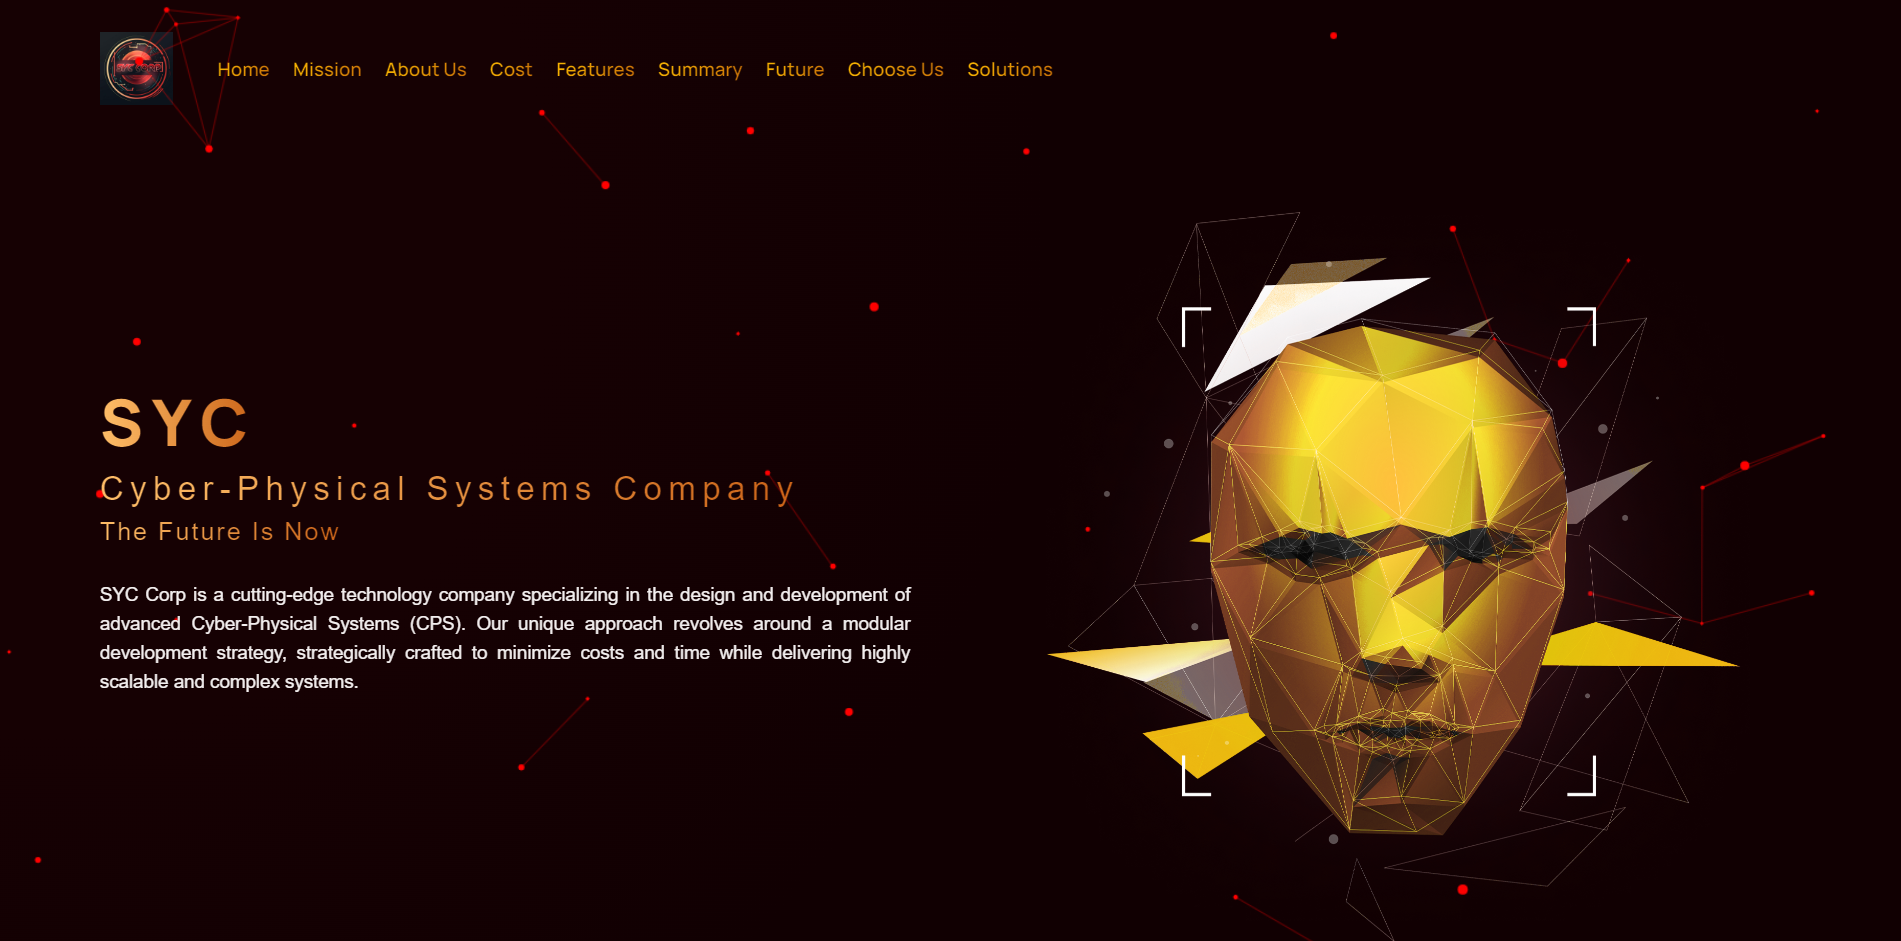 SYC CORP
Home Mission About Us Cost Features Summary Future Choose Us Solutions
SYC
Cyber-Physical Systems Company
The Future Is Now
SYC Corp is a cutting-edge technology company specializing in the design and development of
advanced Cyber-Physical Systems (CPS). Our unique approach revolves around a modular
development strategy, strategically crafted to minimize costs and time while delivering highly
scalable and complex systems.